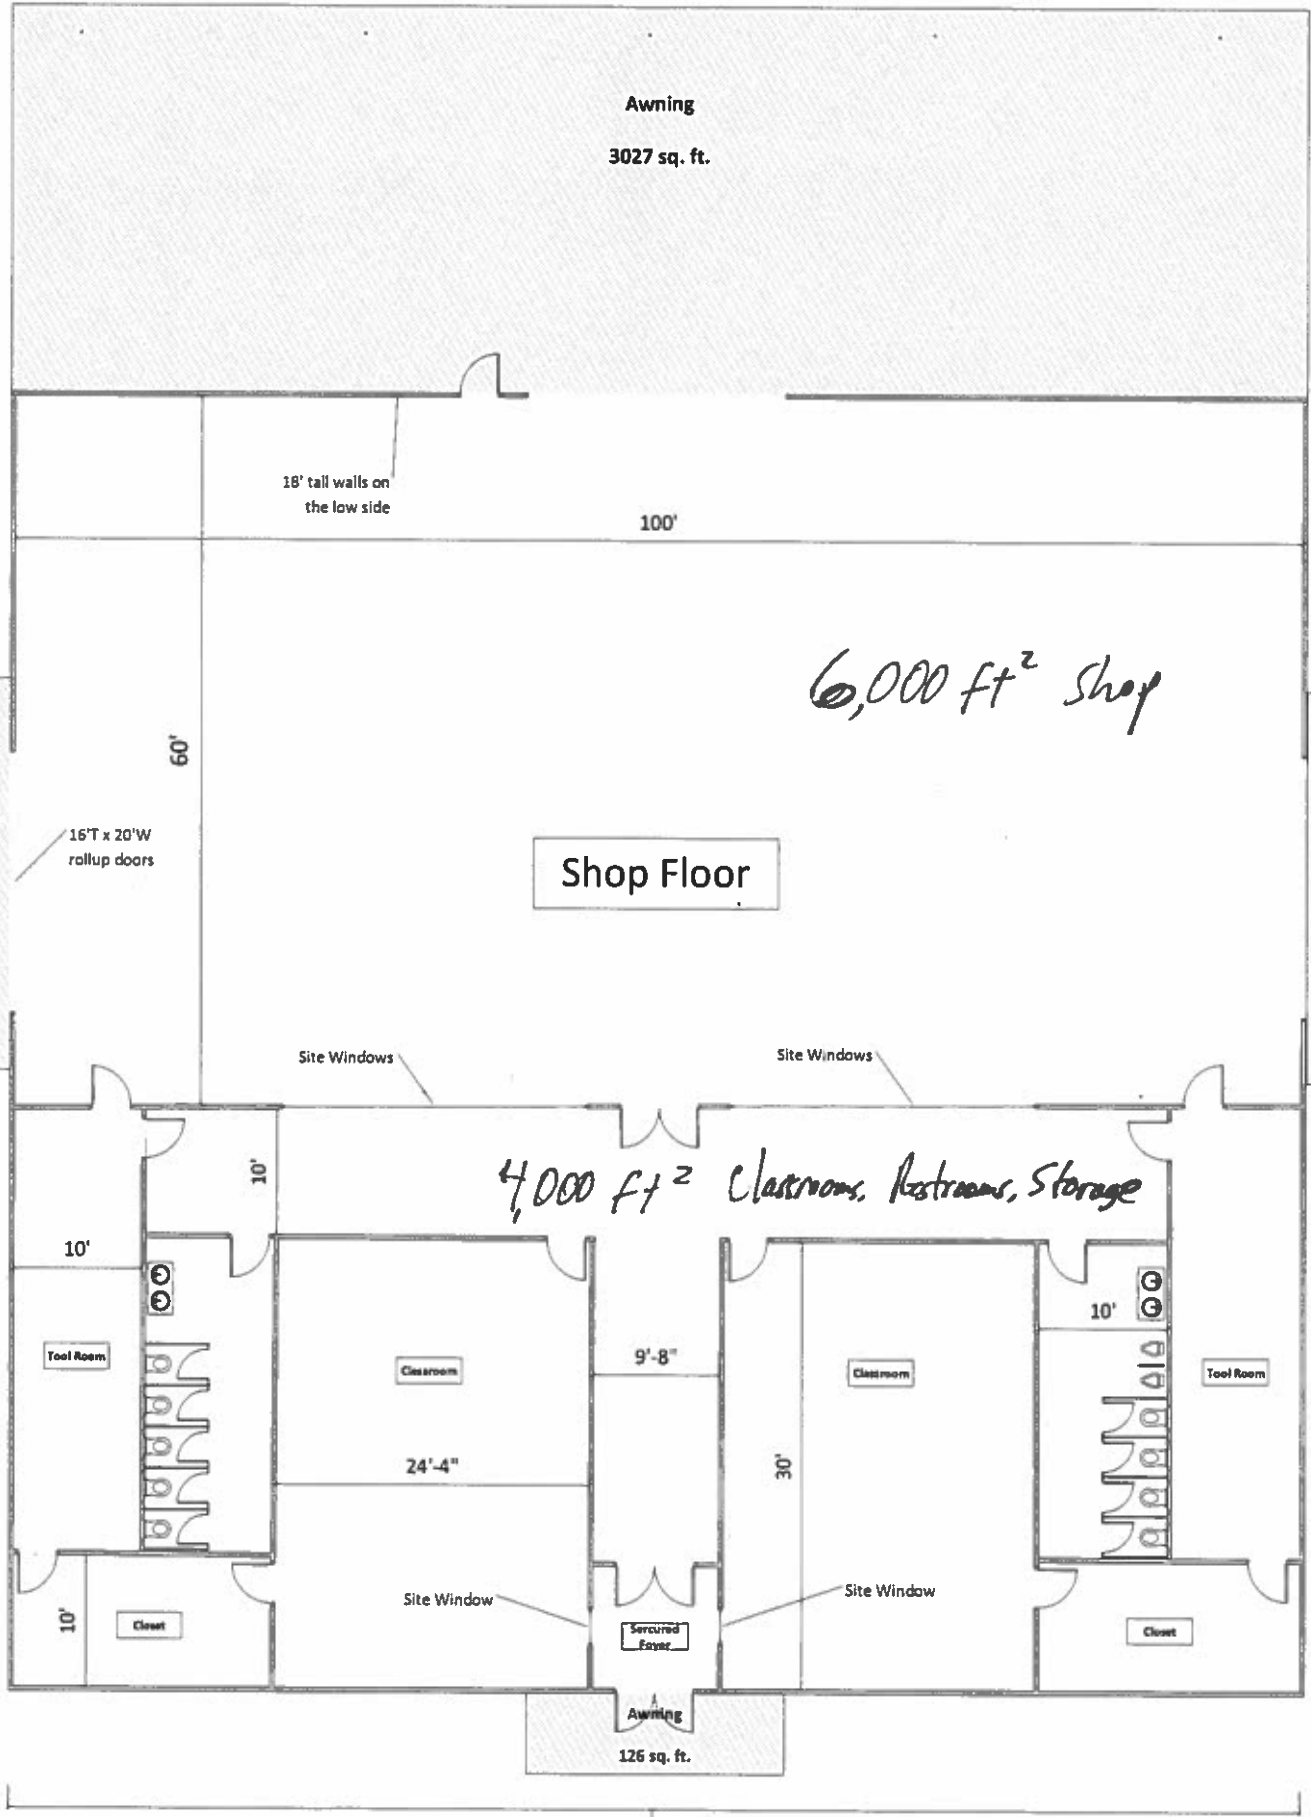 Awning
3027 sq. ft.
18' tall walls on
the low side
100'
6,000 ft² Shop
60'
16'T x 20'W
rollup doors
Shop Floor
Site Windows
Site Windows
10'
4,000 ft² Classrooms, Restrooms, Storage
10'
10'
9'-8"
Tool Room
Classroom
Classroom
Tool Room
24'-4"
30'
Site Window
Site Window
10'
Closet
Sercured
Foyer
Closet
Awning
126 sq. ft.